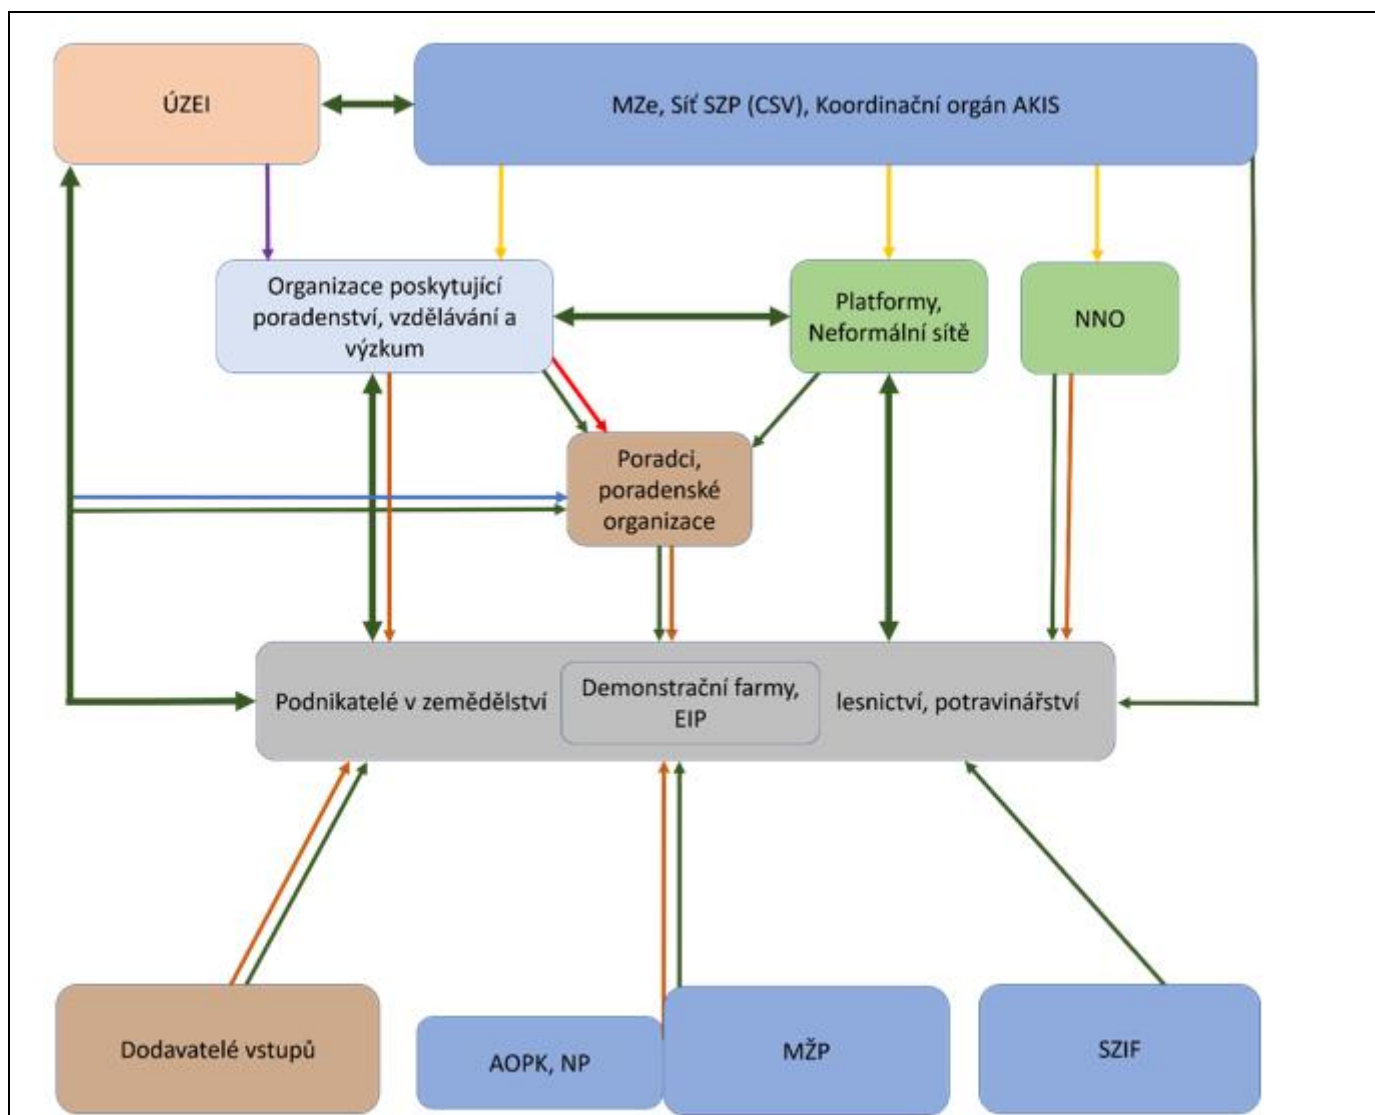 ÚZEI
MZe, Síť SZP (CSV), Koordinační orgán AKIS
Organizace poskytující
poradenství, vzdělávání a
výzkum
Platformy,
Neformální sítě
NNO
Poradci,
poradenské
organizace
Podnikatelé v zemědělství
Demonstrační farmy,
EIP
lesnictví, potravinářství
Dodavatelé vstupů
AOPK, NP
MŽP
SZIF